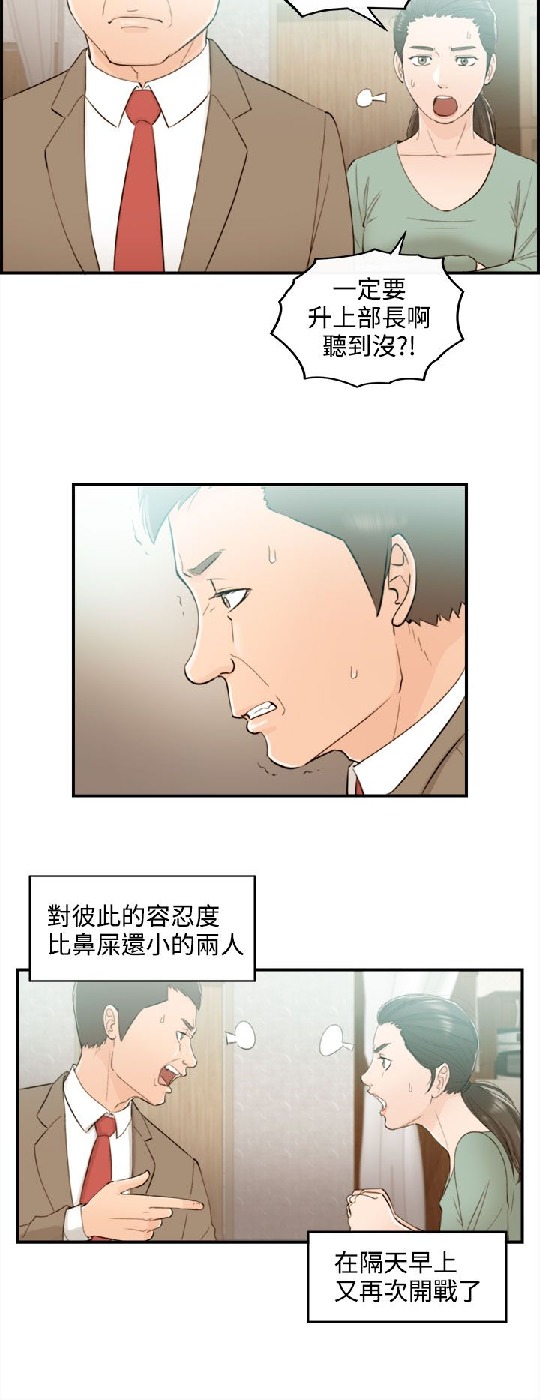 一定要
升上部長啊
聽到沒?!
對彼此的容忍度
比鼻屎還小的兩人
在隔天早上
又再次開戰了